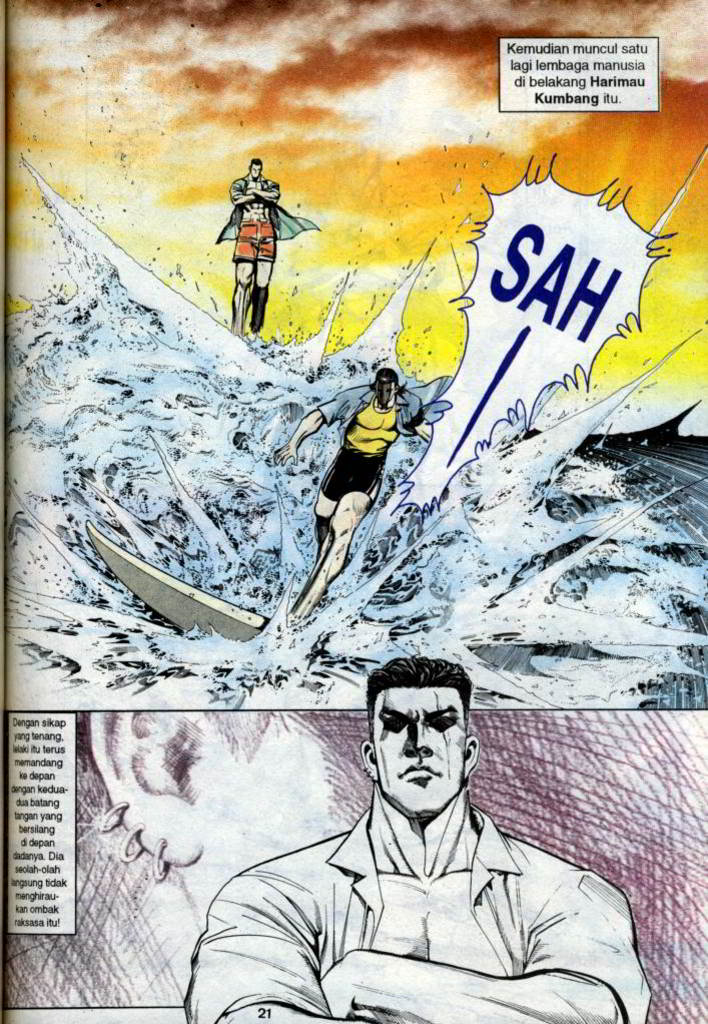 Kemudian muncul satu
lagi lembaga manusia
di belakang Harimau
Kumbang itu.
SAH
Dengan sikap
yang tenang,
lelaki itu terus
memandang
ke depan
dengan kedua-
dua batang
tangan yang
bersilang
di depan
dadanya. Dia
seolah-olah
langsung tidak
menghirau-
kan ombak
raksasa itu!
21